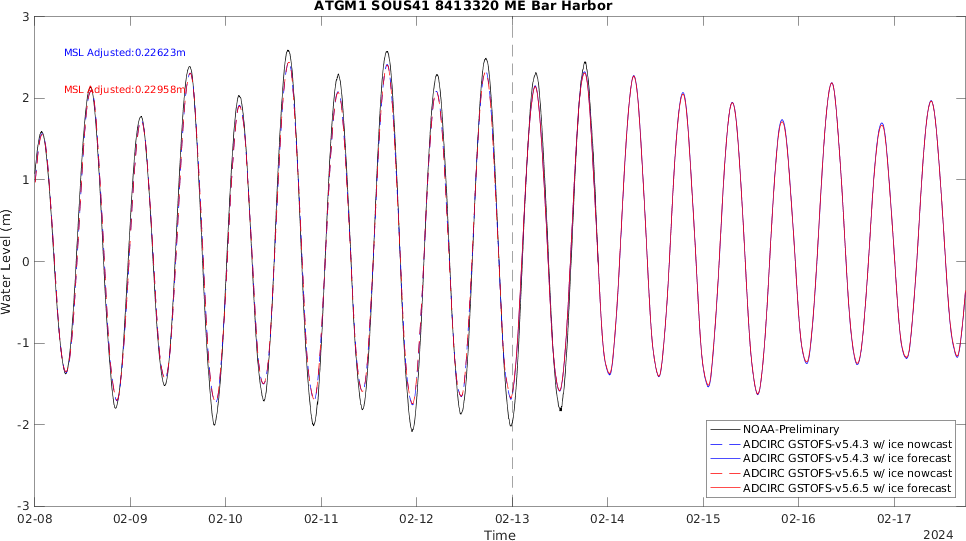 ATGM1 SOUS41 8413320 ME Bar Harbor
3
MSL Adjusted:0.22623m
MSL Adjusted:0.22958m
2
1
0
-1
-2
-3
Water Level (m)
NOAA-Preliminary
ADCIRC GSTOFS-v5.4.3 w/ ice nowcast
ADCIRC GSTOFS-v5.4.3 w/ ice forecast
ADCIRC GSTOFS-v5.6.5 w/ ice nowcast
ADCIRC GSTOFS-v5.6.5 w/ ice forecast
02-08 02-09 02-10 02-11 02-12 02-13 02-14 02-15 02-16 02-17
Time
2024